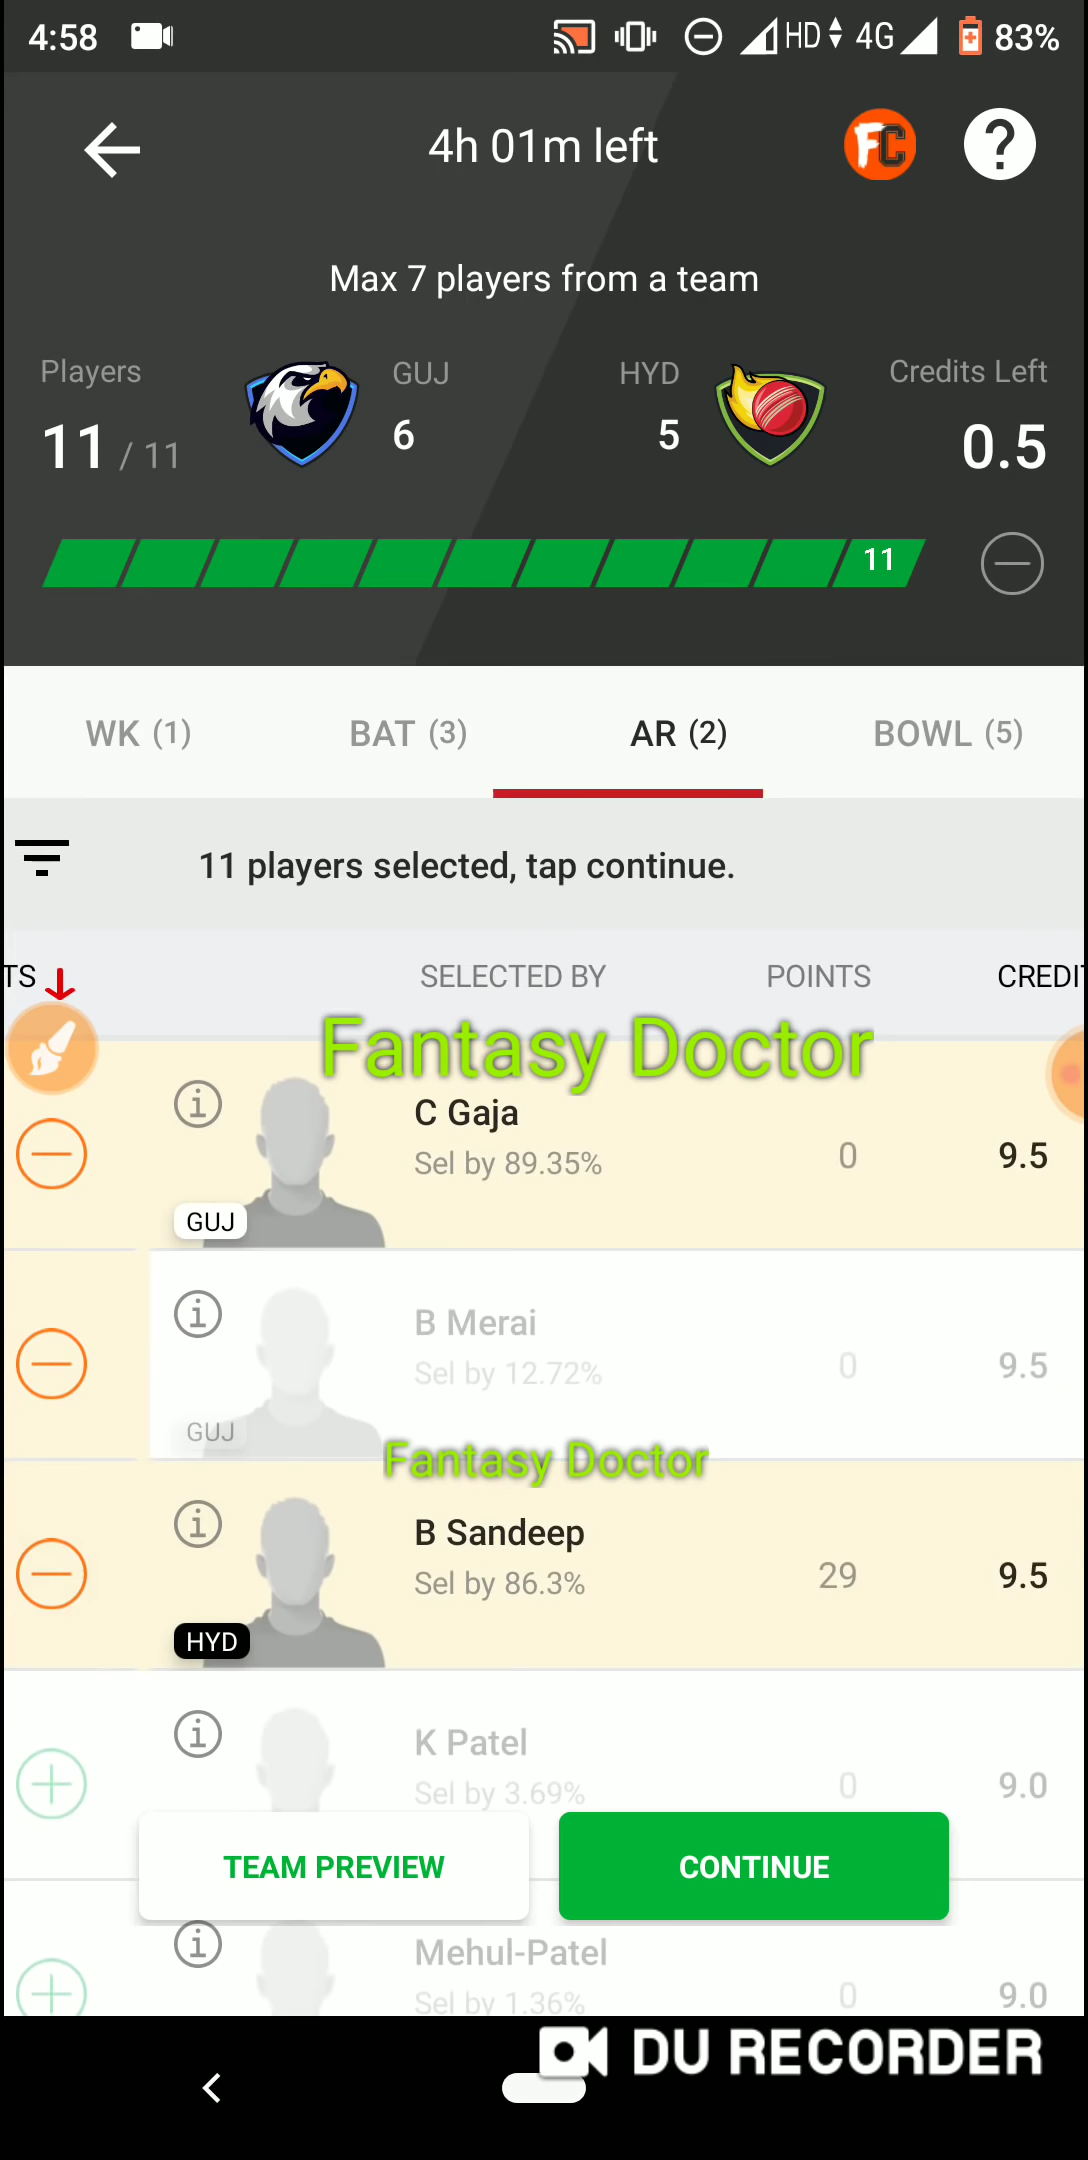 4:58
HD 4G 83%
4h 01m left
FC
?
Max 7 players from a team
Players GUJ HYD Credits Left
11 / 11 6 5 0.5
11
WK (1) BAT (3) AR (2) BOWL (5)
11 players selected, tap continue.
TS SELECTED BY POINTS CREDI
Fantasy Doctor
C Gaja
Sel by 89.35% 0 9.5
GUJ
B Merai
Sel by 12.72% 0 9.5
GUJ
Fantasy Doctor
B Sandeep
Sel by 86.3% 29 9.5
HYD
K Patel
Sel by 3.69% 0 9.0
TEAM PREVIEW CONTINUE
Mehul-Patel
Sel by 1.36% 0 9.0
DU RECORDER